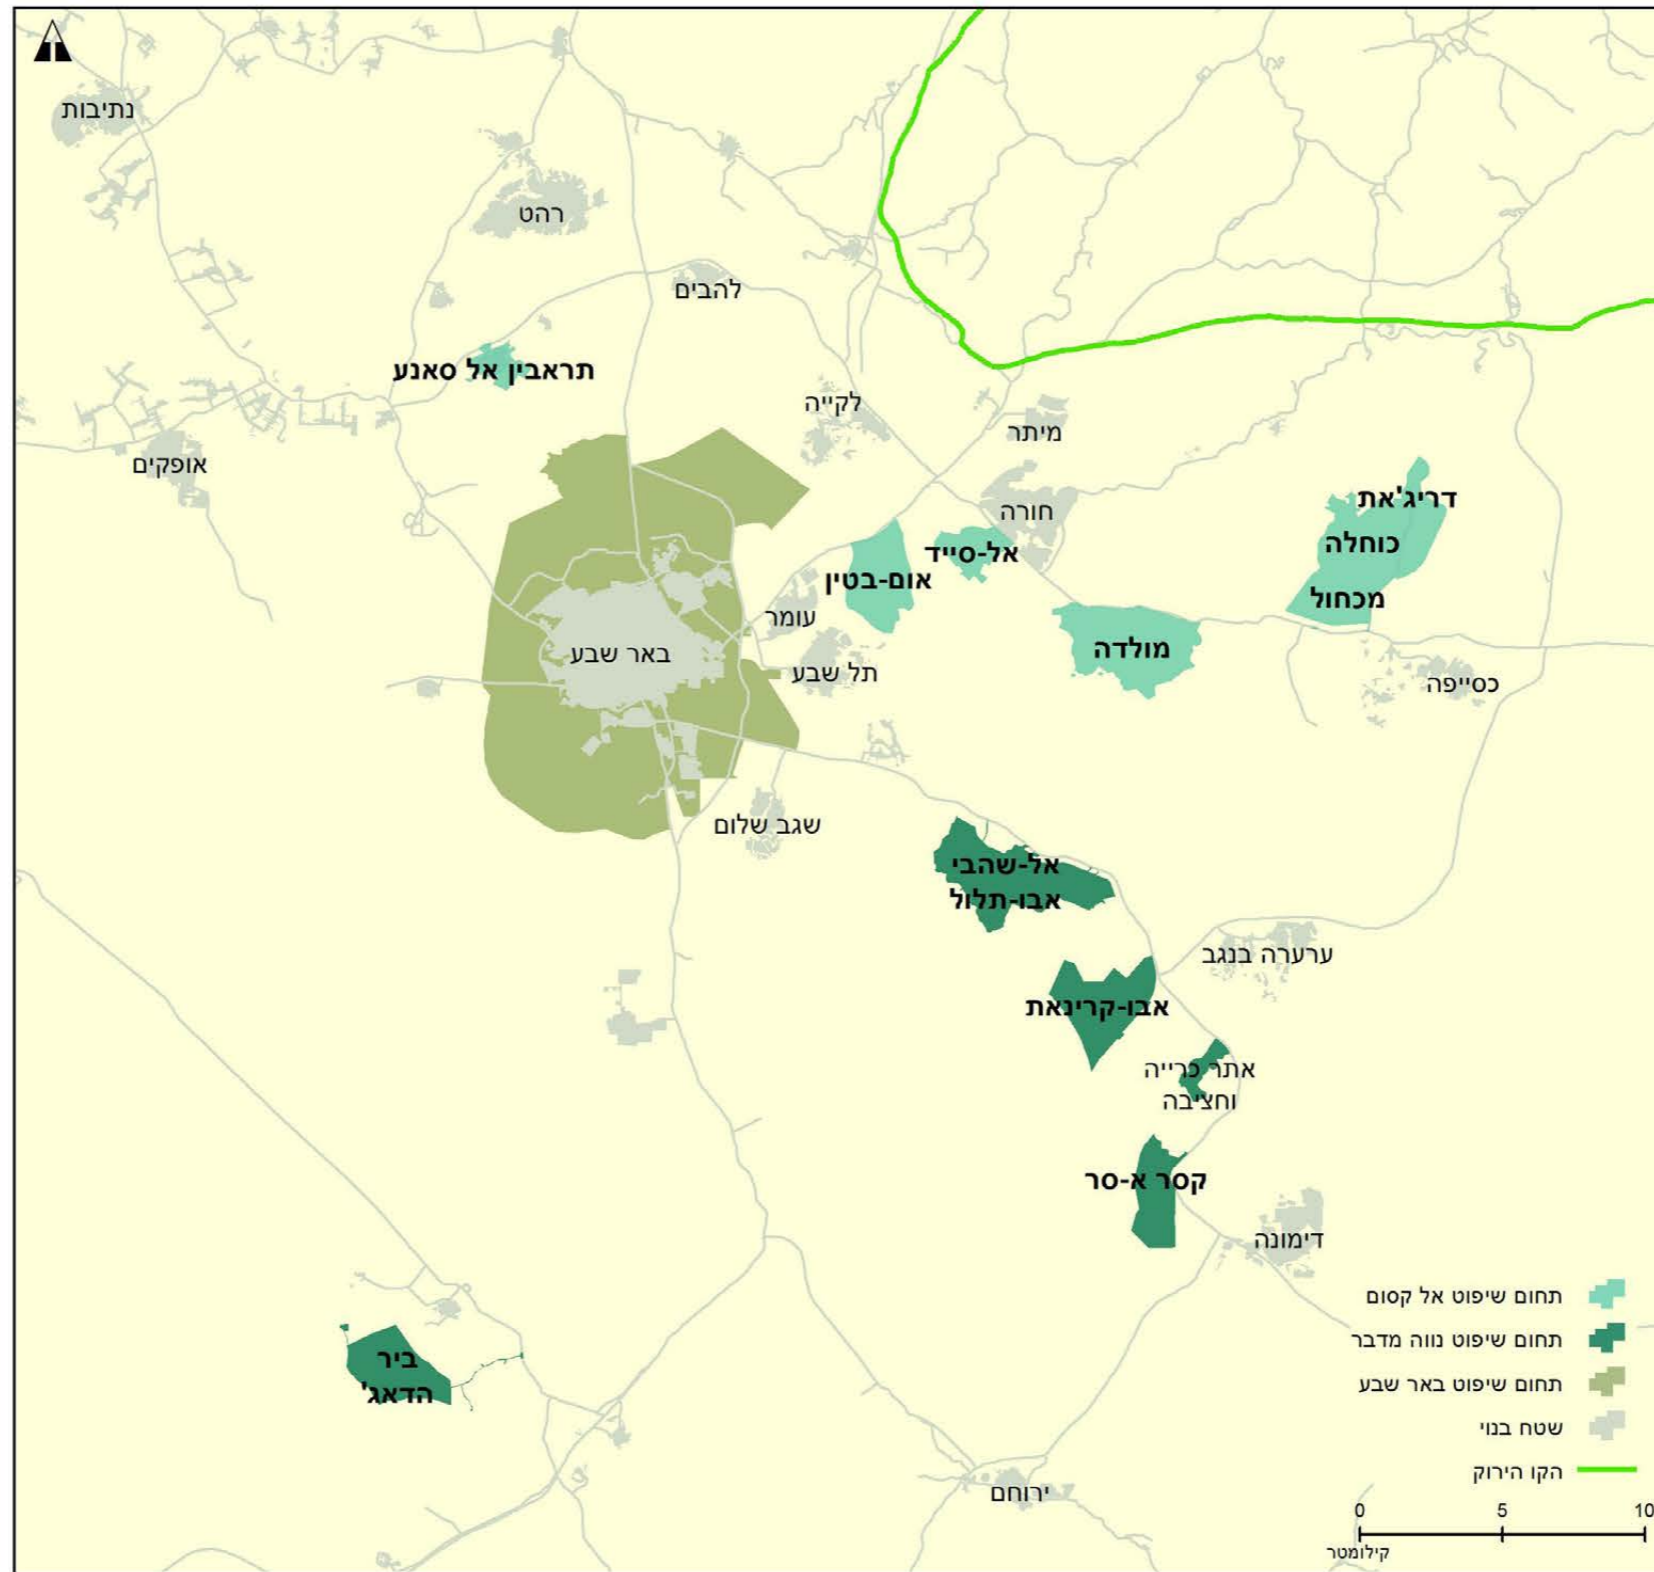 נתיבות
רהט
להבים
תראבין אל סאנע
לקייה
מיתר
אופקים
דריג'את
חורה
כוחלה
אל-סייד
אום-בטין
מכחול
עומר
מולדה
באר שבע
תל שבע
כסייפה
שגב שלום
אל-שהבי
אבו-תלול
ערערה בנגב
אבו-קרינאת
אתר כרייה
וחציבה
קסר א-סר
דימונה
ביר
הדאג'
ירוחם
תחום שיפוט אל קסום
תחום שיפוט נווה מדבר
תחום שיפוט באר שבע
שטח בנוי
הקו הירוק
0 5 10
קילומטר